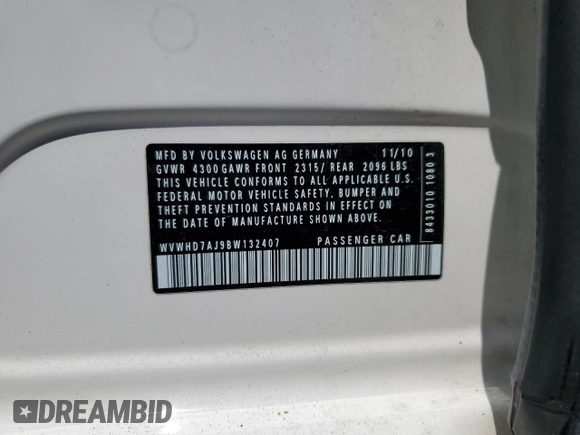 MFD BY VOLKSWAGEN AG GERMANY 11/10
GVWR 4300 GAWR FRONT 2315/ REAR 2096 LBS
THIS VEHICLE CONFORMS TO ALL APPLICABLE U.S.
FEDERAL MOTOR VEHICLE SAFETY, BUMPER AND
THEFT PREVENTION STANDARDS IN EFFECT ON THE
DATE OF MANUFACTURE SHOWN ABOVE.
WVWHD7AJ9BW132407 PASSENGER CAR
8433010 1080 3
DREAMBID